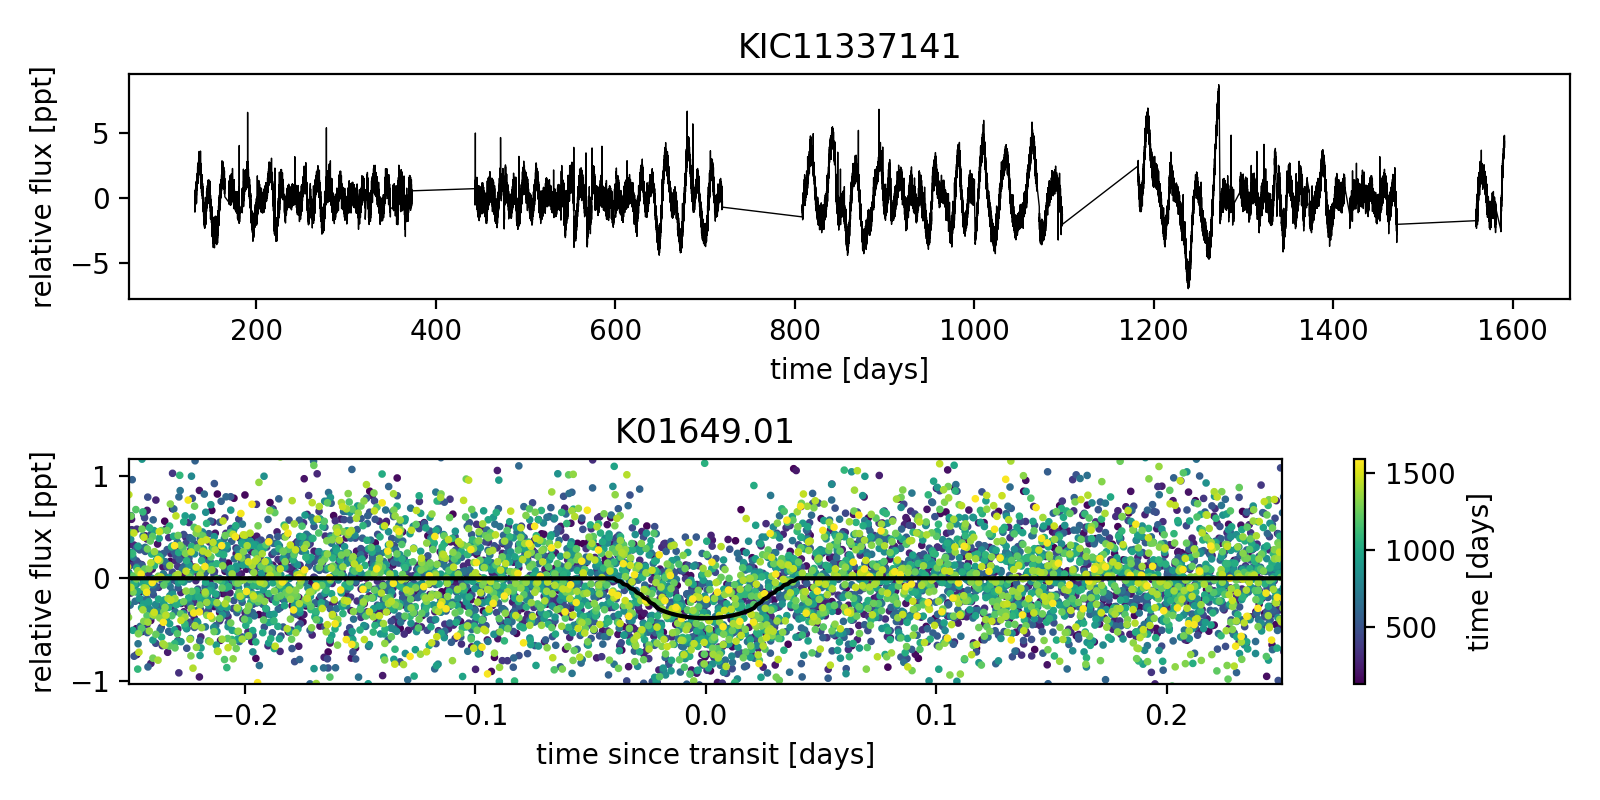 KIC11337141
relative flux [ppt]
5
0
−5
200 400 600 800 1000 1200 1400 1600
time [days]
K01649.01
relative flux [ppt]
1
0
−1
−0.2 −0.1 0.0 0.1 0.2
time since transit [days]
1500
1000
500
time [days]